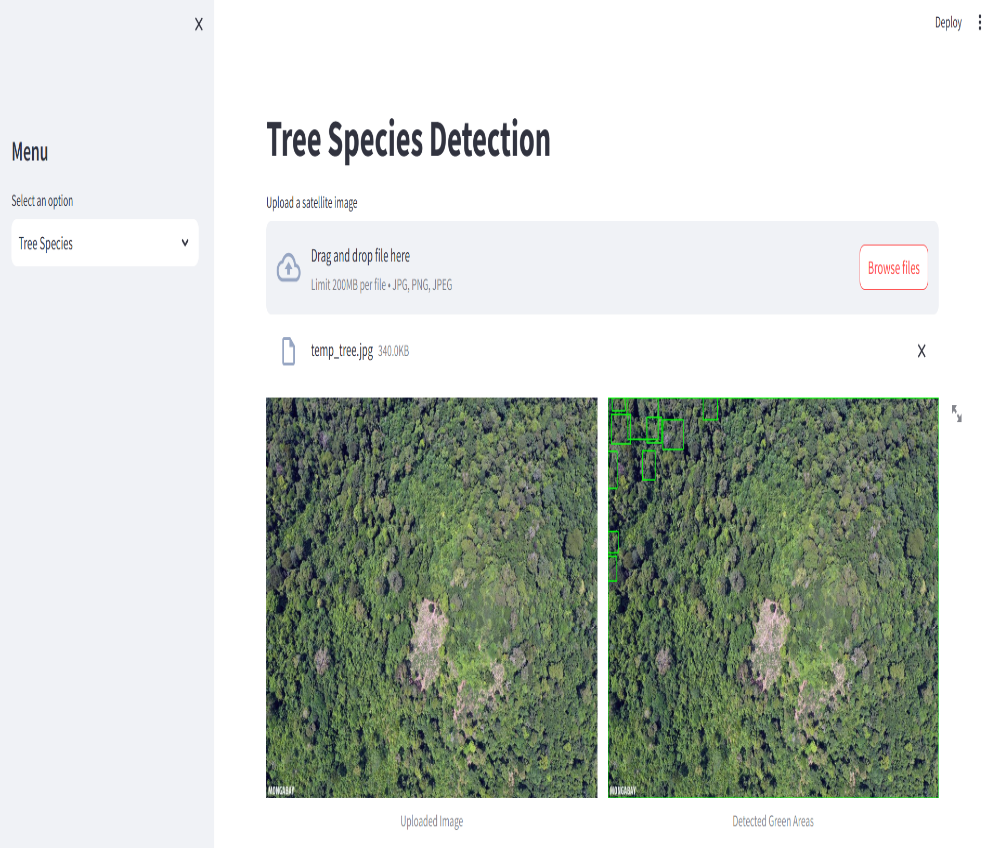 X
Deploy
Menu
Select an option
Tree Species
Tree Species Detection
Upload a satellite image
Drag and drop file here
Limit 200MB per file • JPG, PNG, JPEG
Browse files
temp_tree.jpg 340.0KB
X
MONGABAY
MONGABAY
Uploaded Image
Detected Green Areas